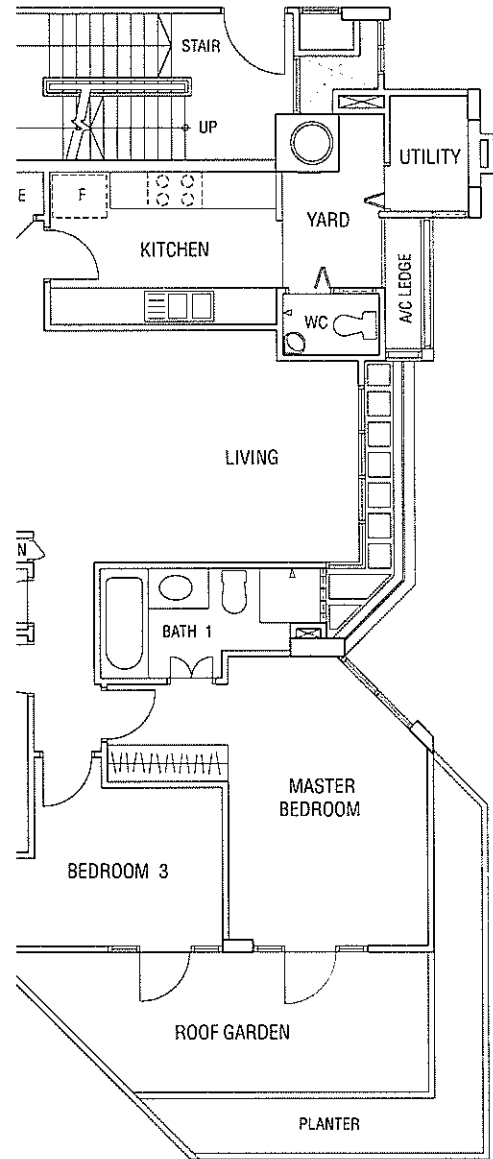 STAIR
UP
UTILITY
E
F
YARD
KITCHEN
A/C LEDGE
WC
LIVING
N
BATH 1
MASTER
BEDROOM
BEDROOM 3
ROOF GARDEN
PLANTER